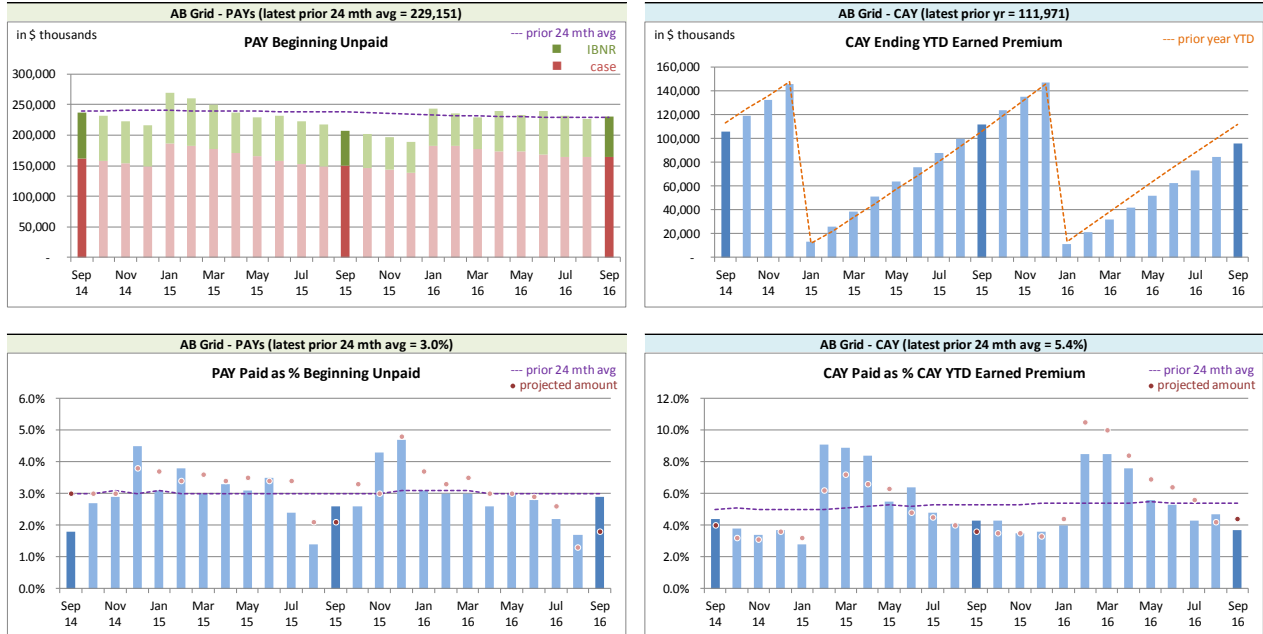 AB Grid - PAYs (latest prior 24 mth avg = 229,151)
in $ thousands
PAY Beginning Unpaid
--- prior 24 mth avg
IBNR
case
300,000
250,000
200,000
150,000
100,000
50,000
-
Sep 14 Nov 14 Jan 15 Mar 15 May 15 Jul 15 Sep 15 Nov 15 Jan 16 Mar 16 May 16 Jul 16 Sep 16
AB Grid - CAY (latest prior yr = 111,971)
in $ thousands
CAY Ending YTD Earned Premium
--- prior year YTD
160,000
140,000
120,000
100,000
80,000
60,000
40,000
20,000
-
Sep 14 Nov 14 Jan 15 Mar 15 May 15 Jul 15 Sep 15 Nov 15 Jan 16 Mar 16 May 16 Jul 16 Sep 16
AB Grid - PAYs (latest prior 24 mth avg = 3.0%)
PAY Paid as % Beginning Unpaid
--- prior 24 mth avg
projected amount
6.0%
5.0%
4.0%
3.0%
2.0%
1.0%
0.0%
Sep 14 Nov 14 Jan 15 Mar 15 May 15 Jul 15 Sep 15 Nov 15 Jan 16 Mar 16 May 16 Jul 16 Sep 16
AB Grid - CAY (latest prior 24 mth avg = 5.4%)
CAY Paid as % CAY YTD Earned Premium
--- prior 24 mth avg
projected amount
12.0%
10.0%
8.0%
6.0%
4.0%
2.0%
0.0%
Sep 14 Nov 14 Jan 15 Mar 15 May 15 Jul 15 Sep 15 Nov 15 Jan 16 Mar 16 May 16 Jul 16 Sep 16